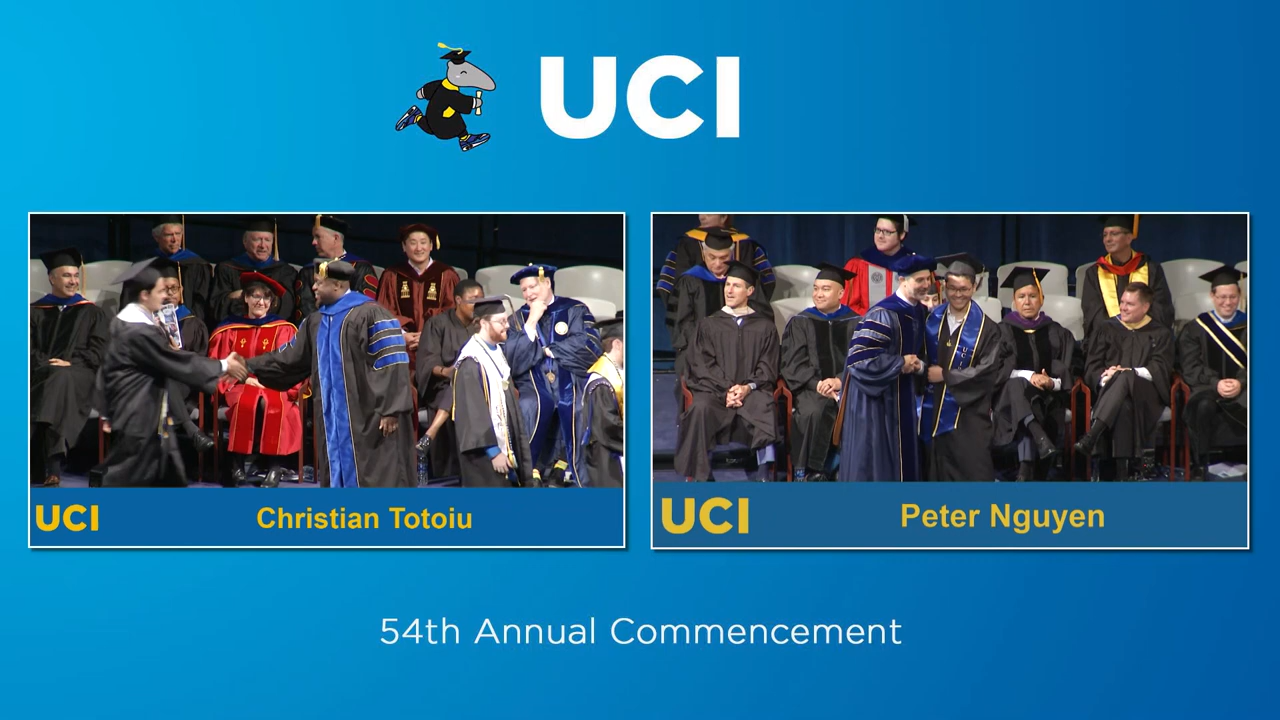 UCI
UCI
Christian Totoiu
UCI
Peter Nguyen
54th Annual Commencement